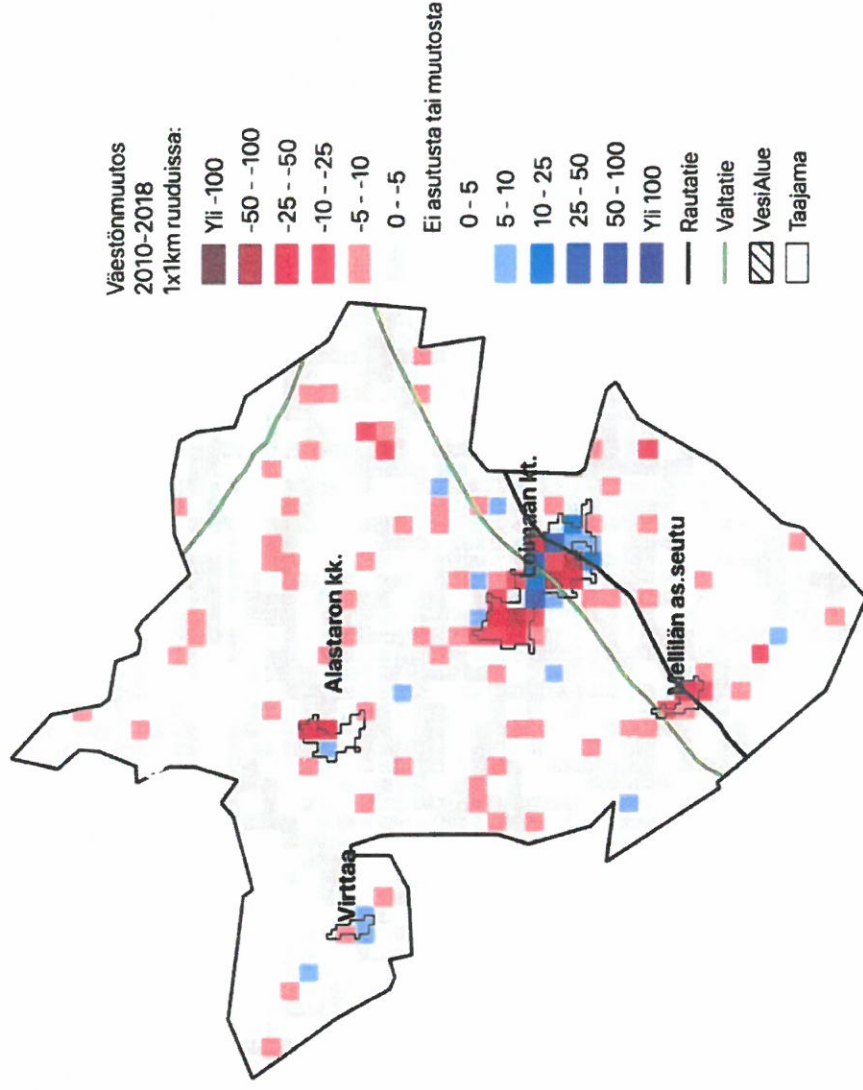 Väestönmuutos
2010-2018
1x1km ruuduissa:
Yli -100
-50 - -100
-25 - -50
-10 - -25
-5 - -10
0 - -5
Ei asutusta tai muutosta
0 - 5
5 - 10
10 - 25
25 - 50
50 - 100
Yli 100
Rautatie
Valtatie
VesiAlue
Taajama
Virttaa
Alastaron kk.
Loimaan kt.
Mellilän as.seutu